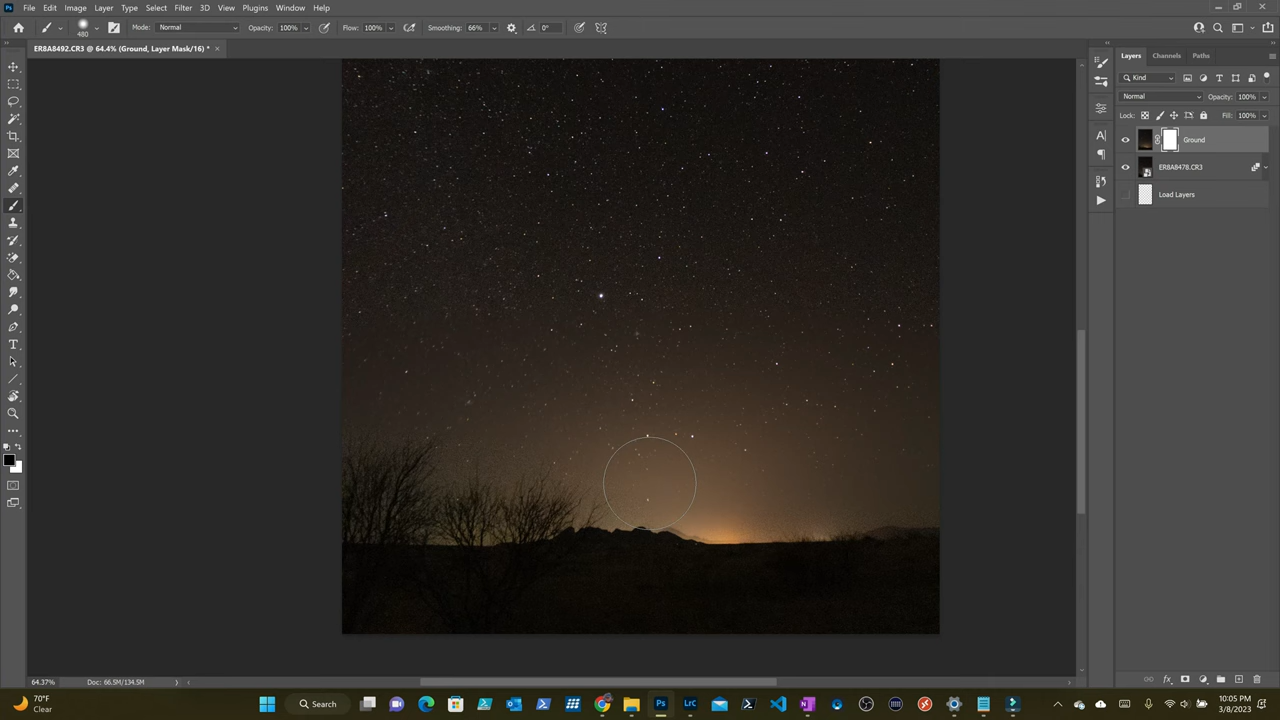 File Edit Image Layer Type Select Filter 3D View Plugins Window Help
480 Mode: Normal Opacity: 100% Flow: 100% Smoothing: 66% 0°
ER8A8492.CR3 @ 64.4% (Ground, Layer Mask/16) * ×
Layers Channels Paths
Kind
Normal Opacity: 100%
Lock: Fill: 100%
Ground
ER8A8478.CR3
Load Layers
64.37% Doc: 66.5M/134.5M
70°F
Clear
Search
10:05 PM
3/8/2023